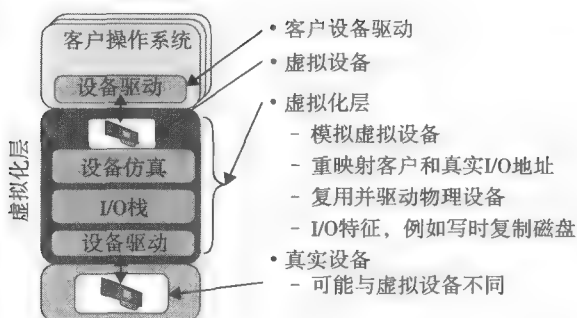 客户操作系统
设备驱动
虚拟化层
设备仿真
I/O栈
设备驱动
• 客户设备驱动
• 虚拟设备
• 虚拟化层
- 模拟虚拟设备
- 重映射客户和真实I/O地址
- 复用并驱动物理设备
- I/O特征，例如写时复制磁盘
• 真实设备
- 可能与虚拟设备不同